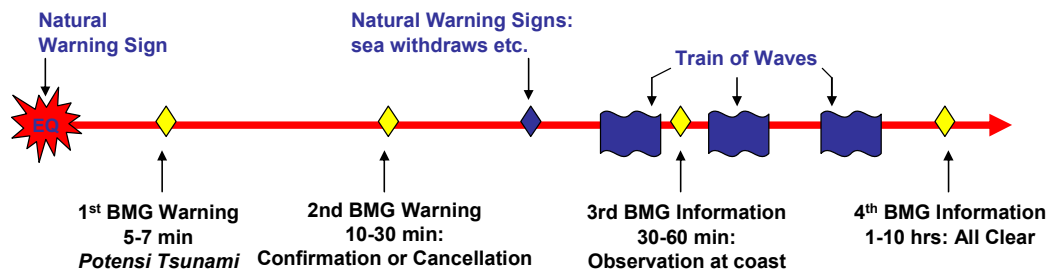 Natural
Warning Sign
Natural Warning Signs:
sea withdraws etc.
Train of Waves
EQ
1st BMG Warning
5-7 min
Potensi Tsunami
2nd BMG Warning
10-30 min:
Confirmation or Cancellation
3rd BMG Information
30-60 min:
Observation at coast
4th BMG Information
1-10 hrs: All Clear